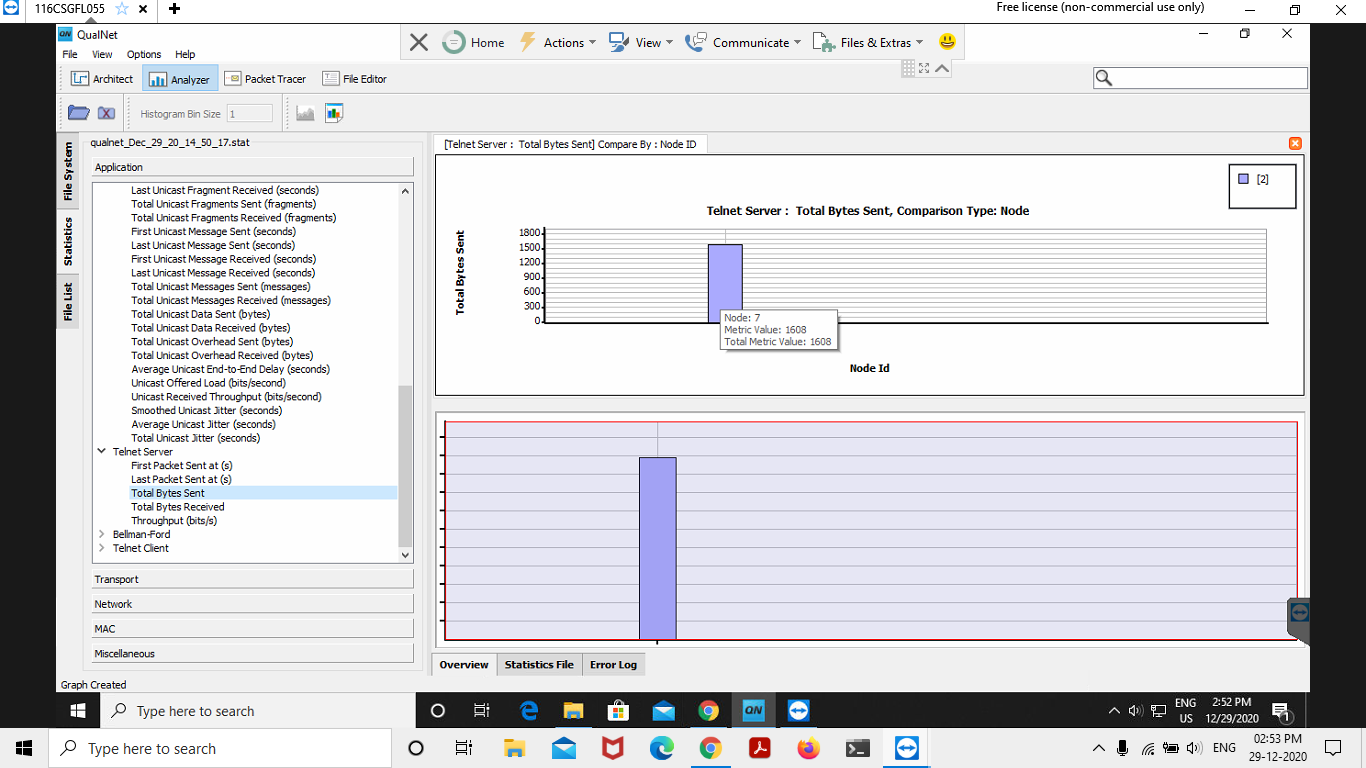 116CSGFL055
Free license (non-commercial use only)
QN QualNet
File View Options Help
Home Actions View Communicate Files & Extras
Architect Analyzer Packet Tracer File Editor
Histogram Bin Size 1
File System
Statistics
File List
qualnet_Dec_29_20_14_50_17.stat
Application
Last Unicast Fragment Received (seconds)
Total Unicast Fragments Sent (fragments)
Total Unicast Fragments Received (fragments)
First Unicast Message Sent (seconds)
Last Unicast Message Sent (seconds)
First Unicast Message Received (seconds)
Last Unicast Message Received (seconds)
Total Unicast Messages Sent (messages)
Total Unicast Messages Received (messages)
Total Unicast Data Sent (bytes)
Total Unicast Data Received (bytes)
Total Unicast Overhead Sent (bytes)
Total Unicast Overhead Received (bytes)
Average Unicast End-to-End Delay (seconds)
Unicast Offered Load (bits/second)
Unicast Received Throughput (bits/second)
Smoothed Unicast Jitter (seconds)
Average Unicast Jitter (seconds)
Total Unicast Jitter (seconds)
Telnet Server
First Packet Sent at (s)
Last Packet Sent at (s)
Total Bytes Sent
Total Bytes Received
Throughput (bits/s)
Bellman-Ford
Telnet Client
Transport
Network
MAC
Miscellaneous
Graph Created
[Telnet Server : Total Bytes Sent] Compare By : Node ID
[2]
Telnet Server : Total Bytes Sent, Comparison Type: Node
Total Bytes Sent
1800
1500
1200
900
600
300
0
Node: 7
Metric Value: 1608
Total Metric Value: 1608
Node Id
Overview Statistics File Error Log
Type here to search
QN
ENG
US
2:52 PM
12/29/2020
1
Type here to search
ENG
02:53 PM
29-12-2020